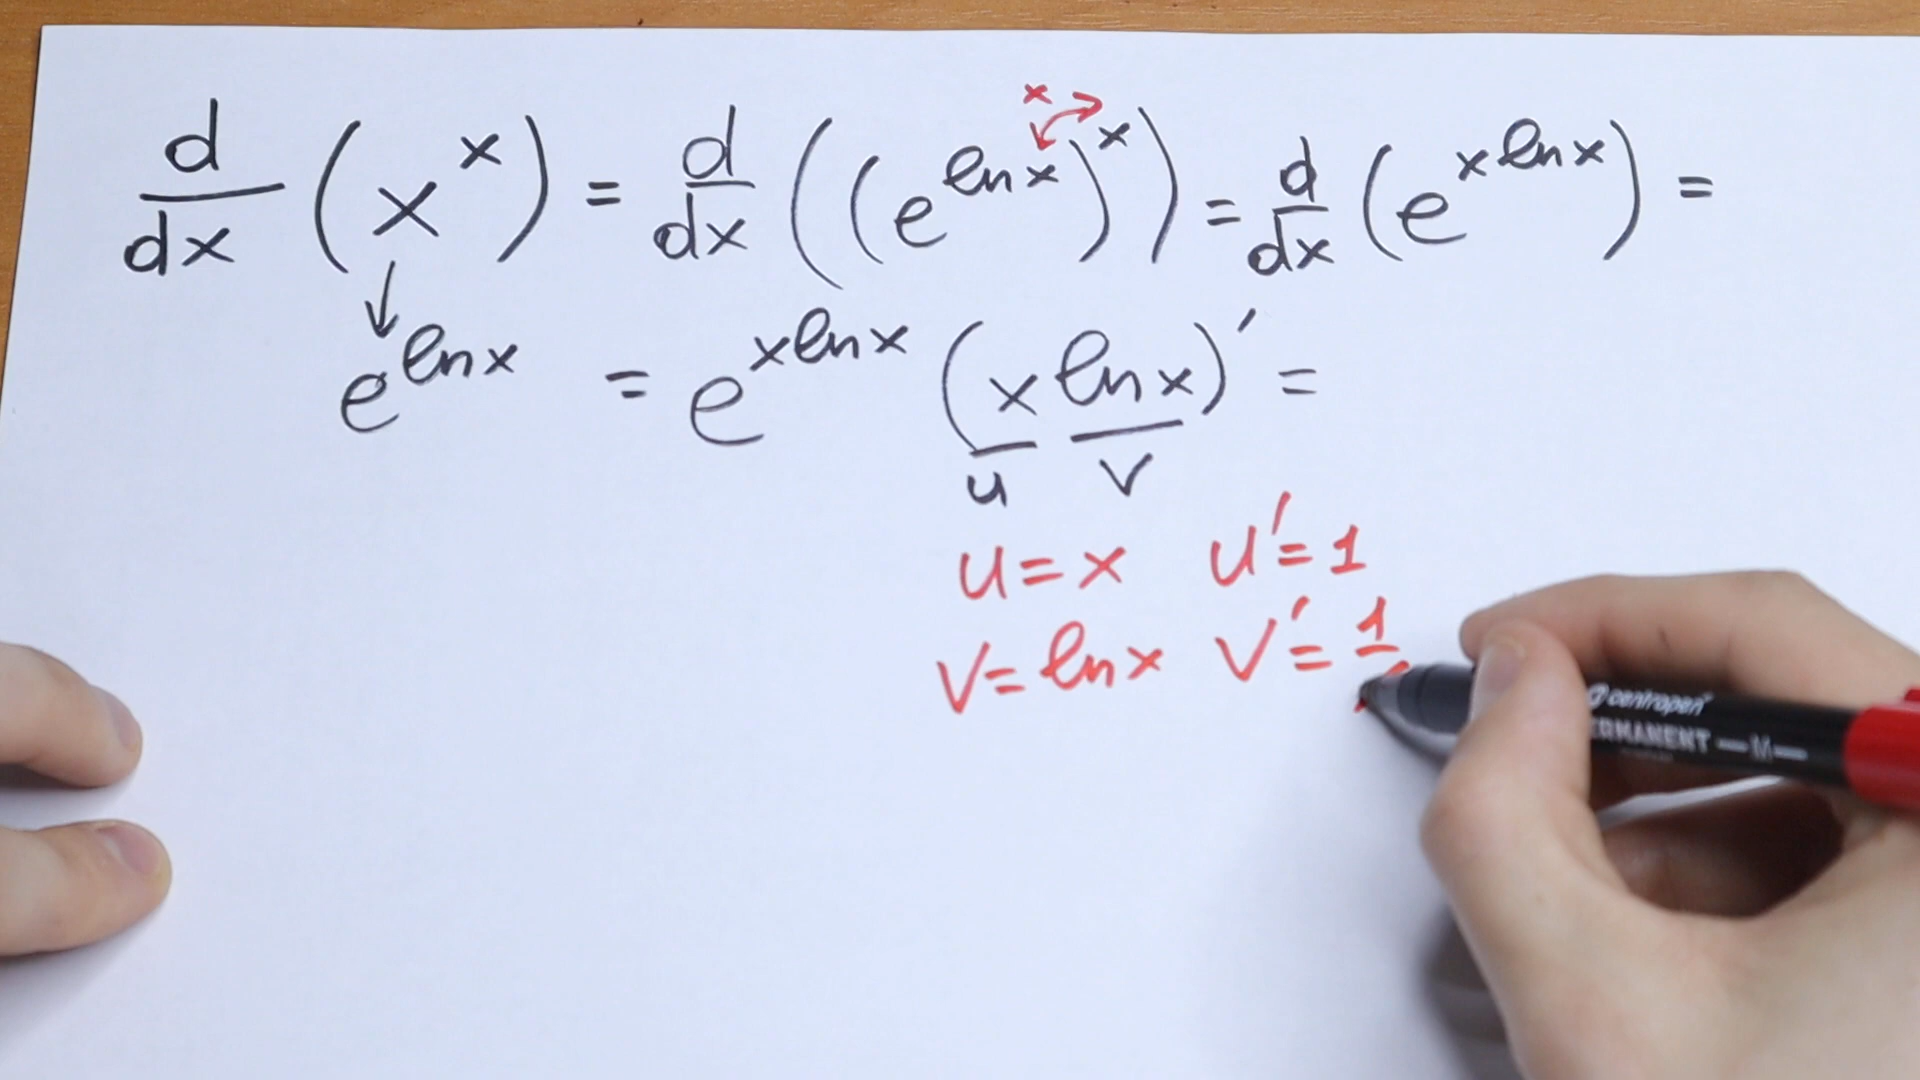 d/dx (x^x) = d/dx ((e^(ln x))^x) = d/dx (e^(x ln x)) =
x
e^(ln x) = e^(x ln x) (x ln x)' =
u v
u = x u' = 1
v = ln x v' = 1/
centropen
PERMANENT — M —